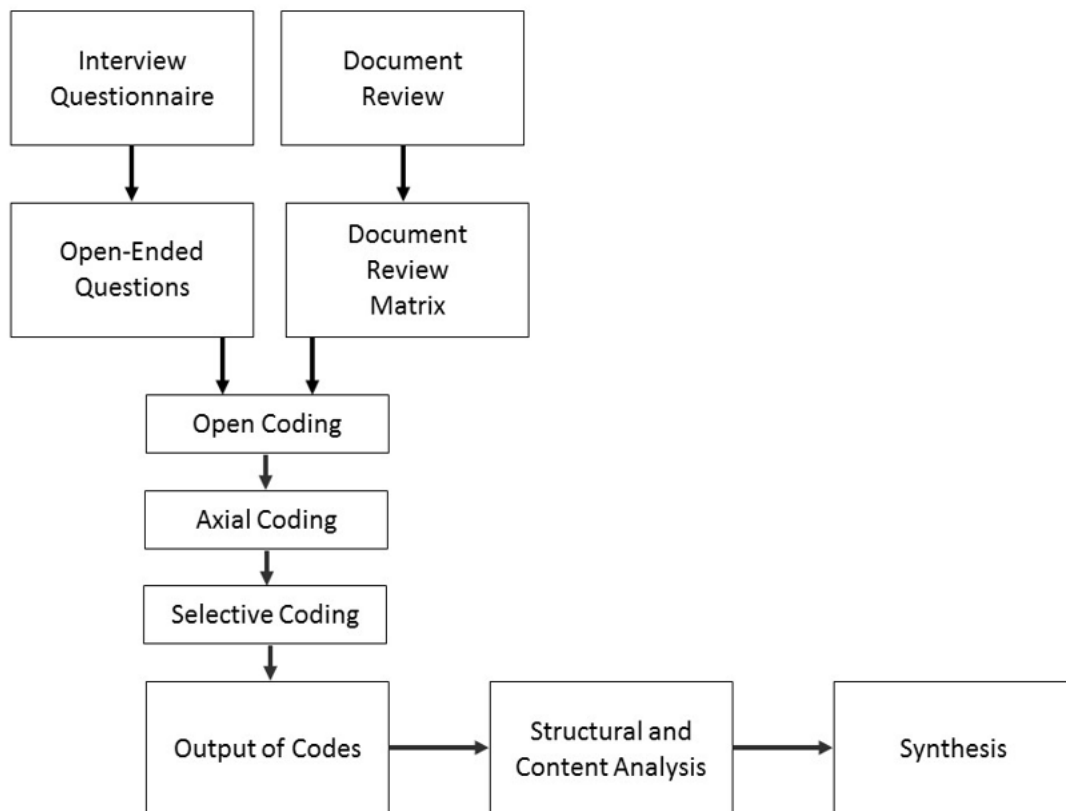 Interview
Questionnaire
Document
Review
Open-Ended
Questions
Document
Review
Matrix
Open Coding
Axial Coding
Selective Coding
Output of Codes
Structural and
Content Analysis
Synthesis